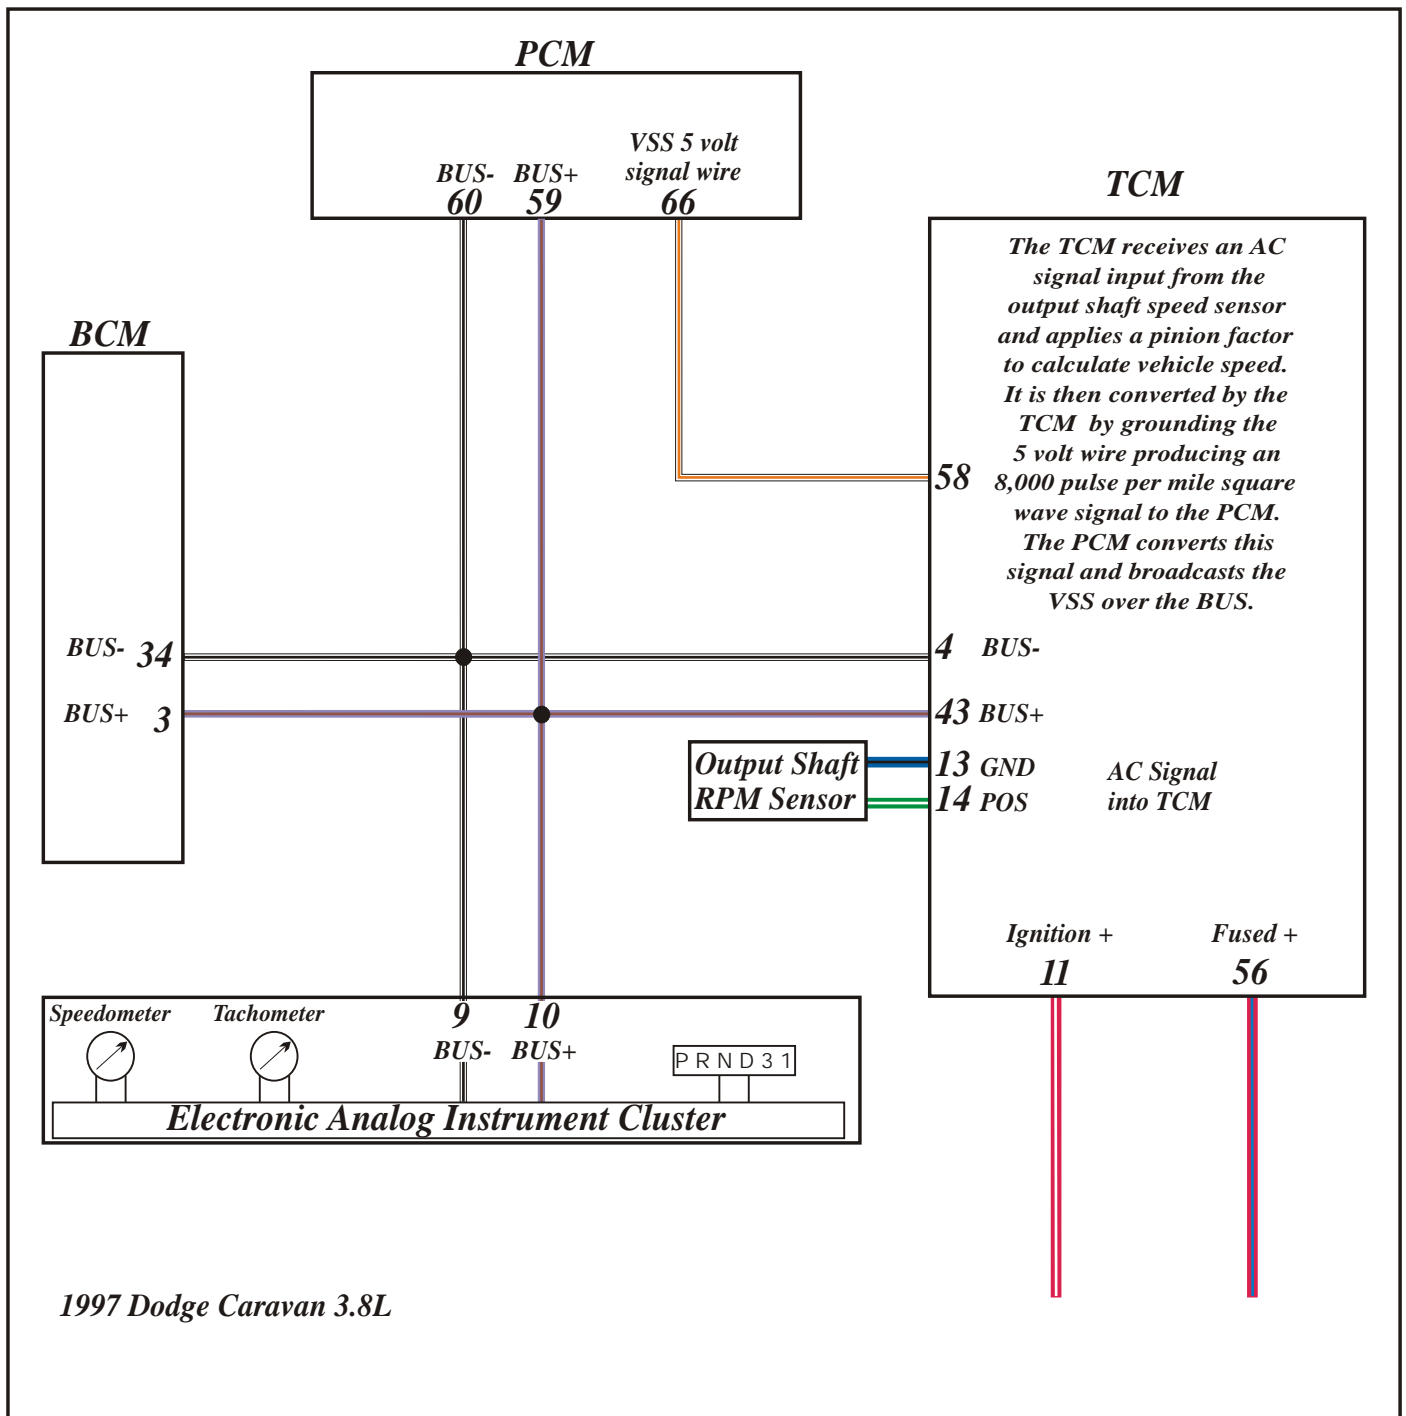 PCM
VSS 5 volt
signal wire
BUS- BUS+
60 59 66
TCM
The TCM receives an AC
signal input from the
output shaft speed sensor
and applies a pinion factor
to calculate vehicle speed.
It is then converted by the
TCM by grounding the
5 volt wire producing an
8,000 pulse per mile square
wave signal to the PCM.
The PCM converts this
signal and broadcasts the
VSS over the BUS.
58
BCM
BUS- 34
BUS+ 3
4 BUS-
43 BUS+
Output Shaft
RPM Sensor
13 GND
14 POS
AC Signal
into TCM
Ignition +
11
Fused +
56
Speedometer
Tachometer
9 10
BUS- BUS+
PRND31
Electronic Analog Instrument Cluster
1997 Dodge Caravan 3.8L